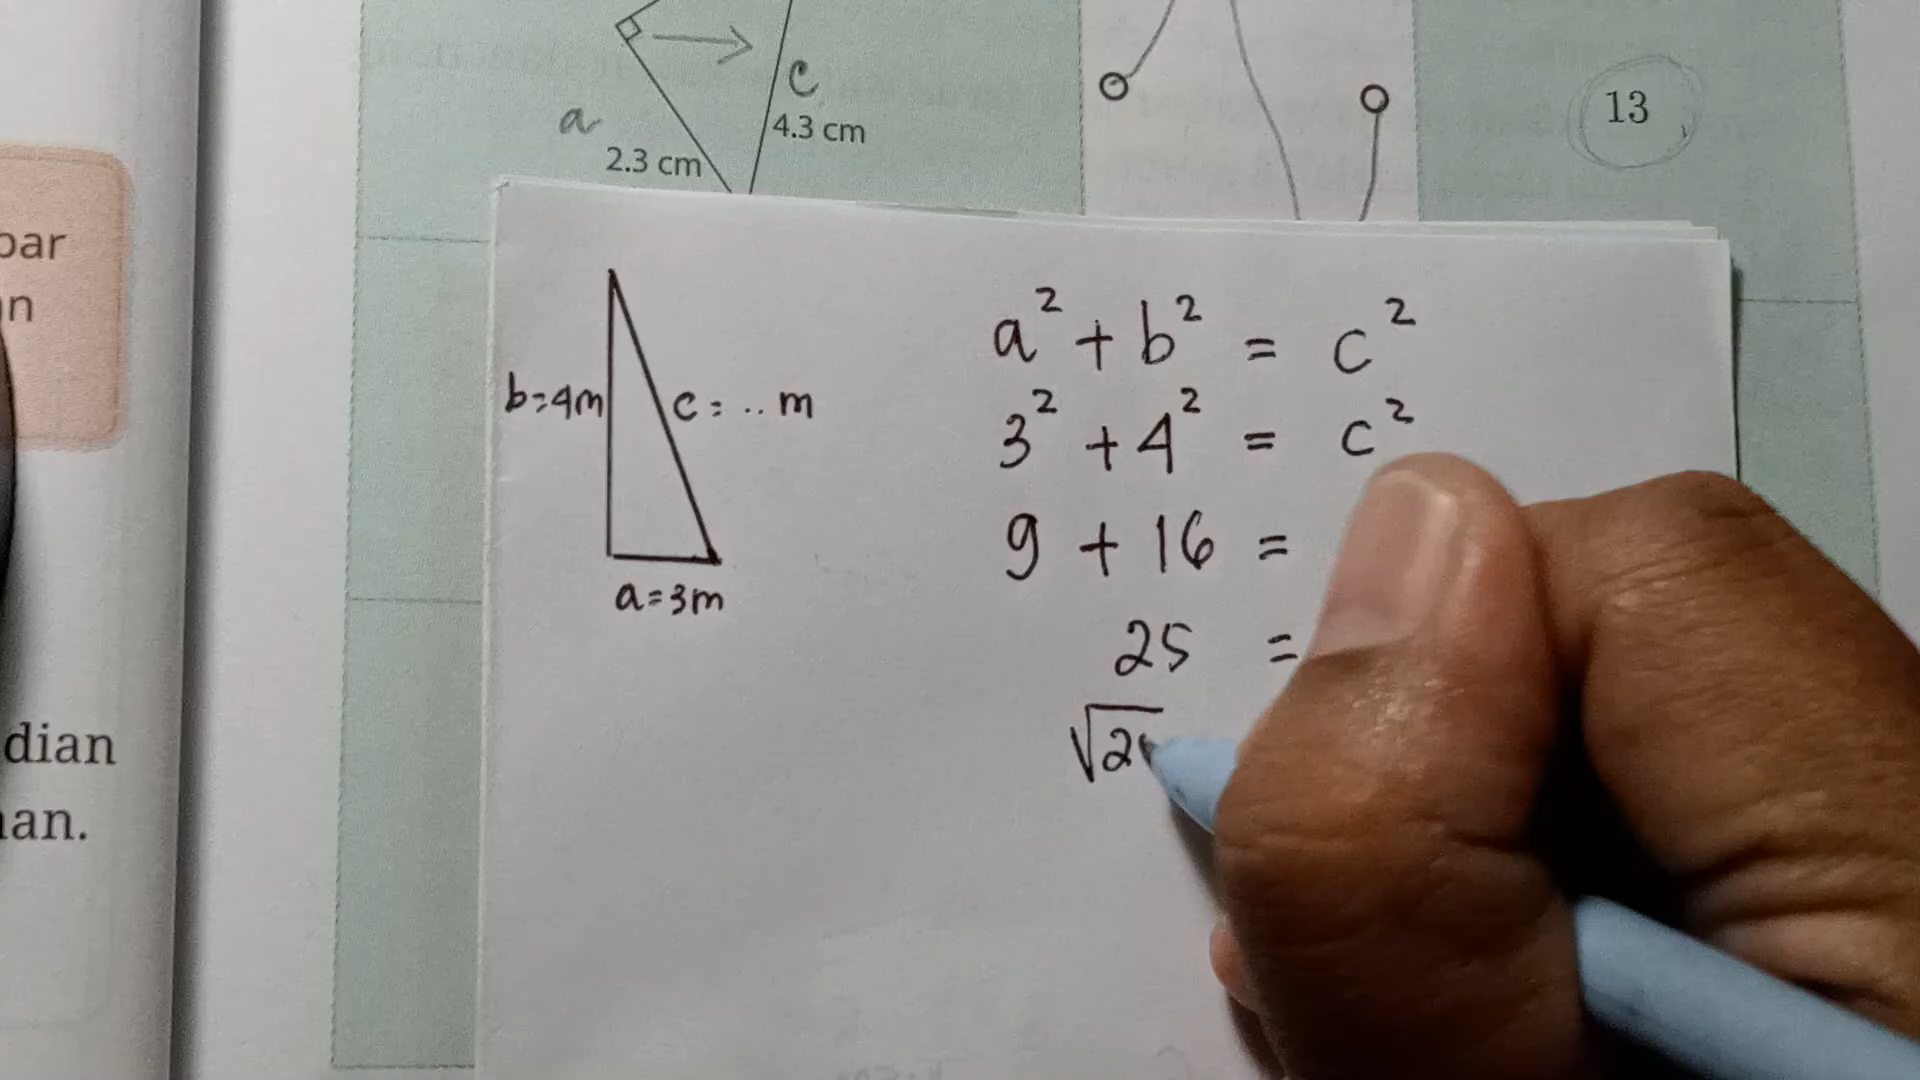 c
4.3 cm
a
2.3 cm
13
n
dian
an.
b=4m
c = .. m
a=3m
a² + b² = c²
3² + 4² = c²
9 + 16 =
25 =
√2